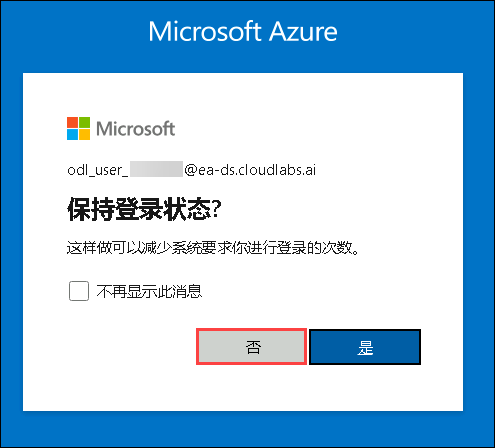 Microsoft Azure
Microsoft
odl_user_@ea-ds.cloudlabs.ai
保持登录状态?
这样做可以减少系统要求你进行登录的次数。
不再显示此消息
否
是